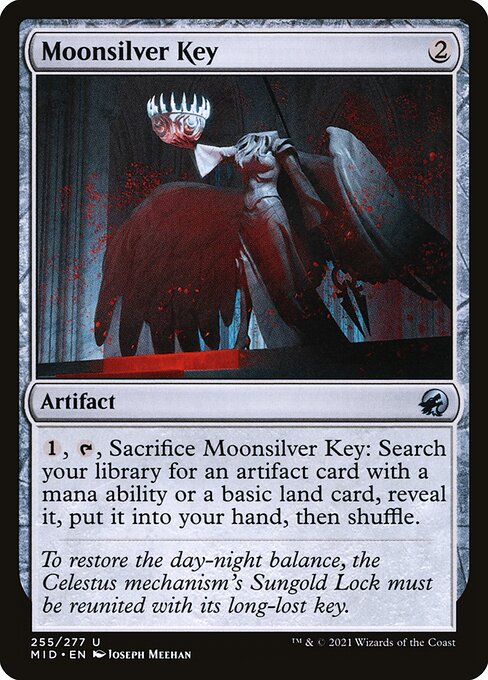 Moonsilver Key 2
Artifact
1, T, Sacrifice Moonsilver Key: Search
your library for an artifact card with a
mana ability or a basic land card, reveal
it, put it into your hand, then shuffle.
To restore the day-night balance, the
Celestus mechanism's Sungold Lock must
be reunited with its long-lost key.
255/277 U
MID • EN Joseph Meehan
™ & © 2021 Wizards of the Coast